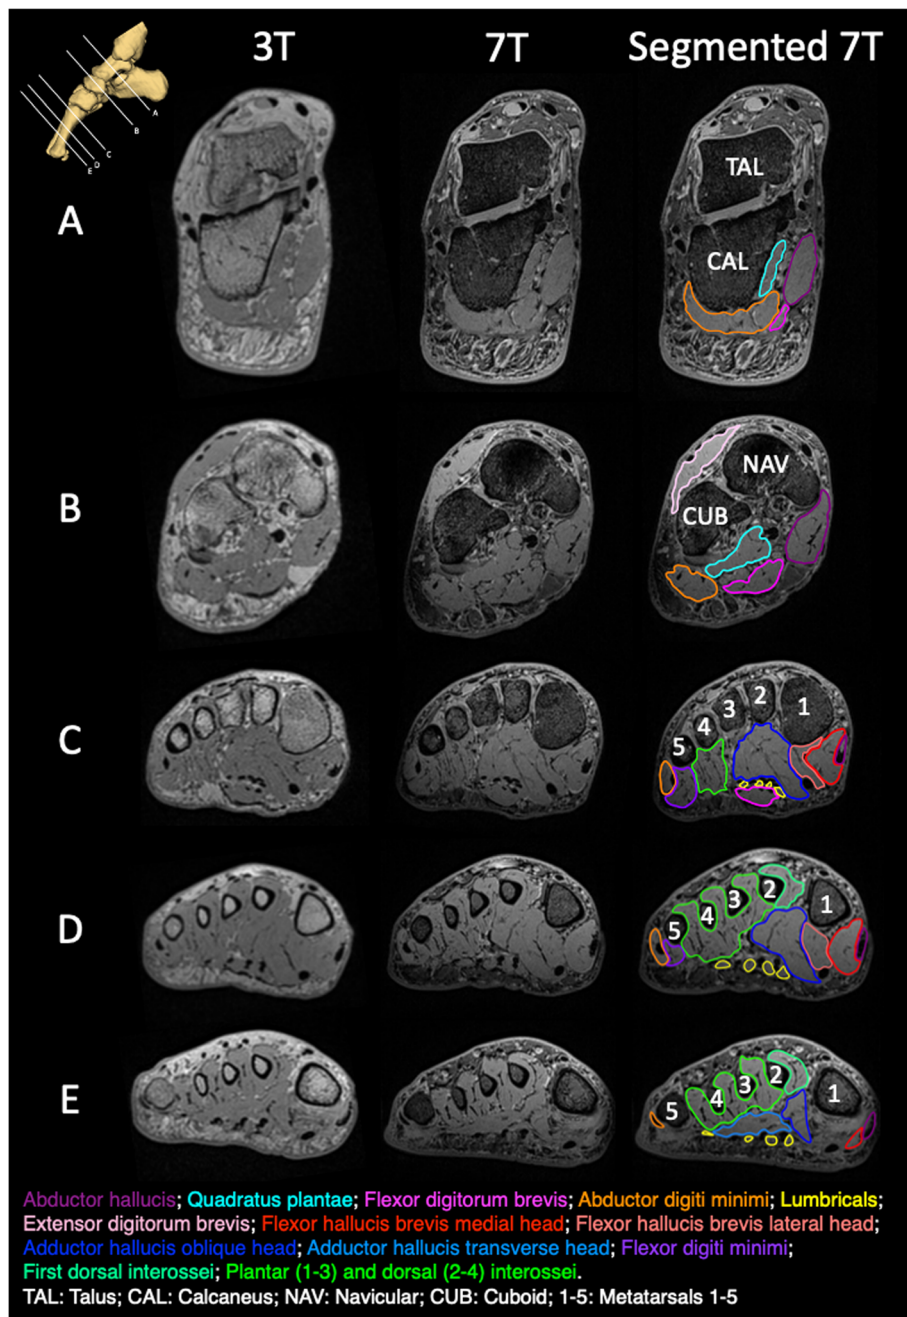 3T 7T Segmented 7T
A
B
C
D
E
A
TAL
CAL
B
NAV
CUB
C
1
2
3
4
5
D
1
2
3
4
5
E
1
2
3
4
5
Abductor hallucis; Quadratus plantae; Flexor digitorum brevis; Abductor digiti minimi; Lumbricals;
Extensor digitorum brevis; Flexor hallucis brevis medial head; Flexor hallucis brevis lateral head;
Adductor hallucis oblique head; Adductor hallucis transverse head; Flexor digiti minimi;
First dorsal interossei; Plantar (1-3) and dorsal (2-4) interossei.
TAL: Talus; CAL: Calcaneus; NAV: Navicular; CUB: Cuboid; 1-5: Metatarsals 1-5